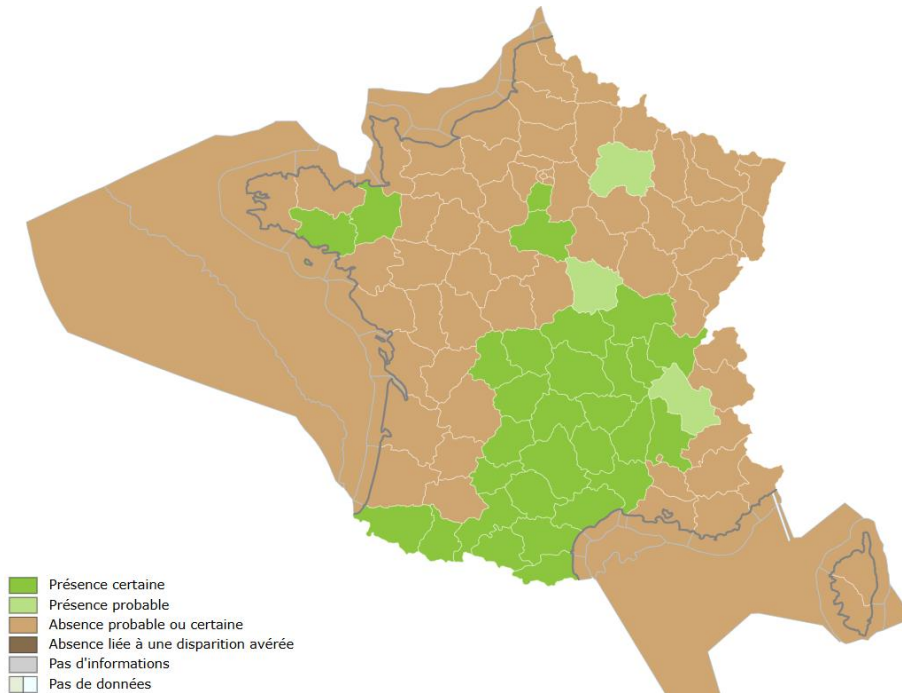 Présence certaine
Présence probable
Absence probable ou certaine
Absence liée à une disparition avérée
Pas d'informations
Pas de données